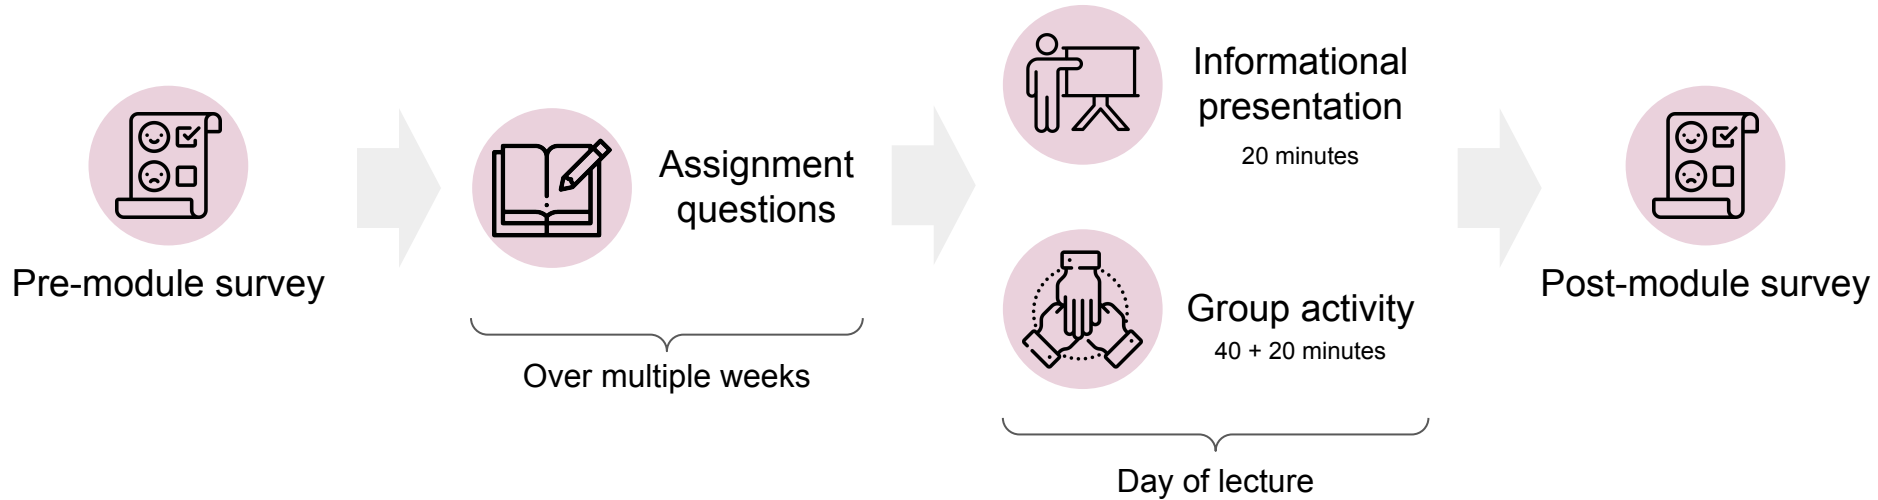 Pre-module survey
Assignment
questions
Over multiple weeks
Informational
presentation
20 minutes
Group activity
40 + 20 minutes
Day of lecture
Post-module survey